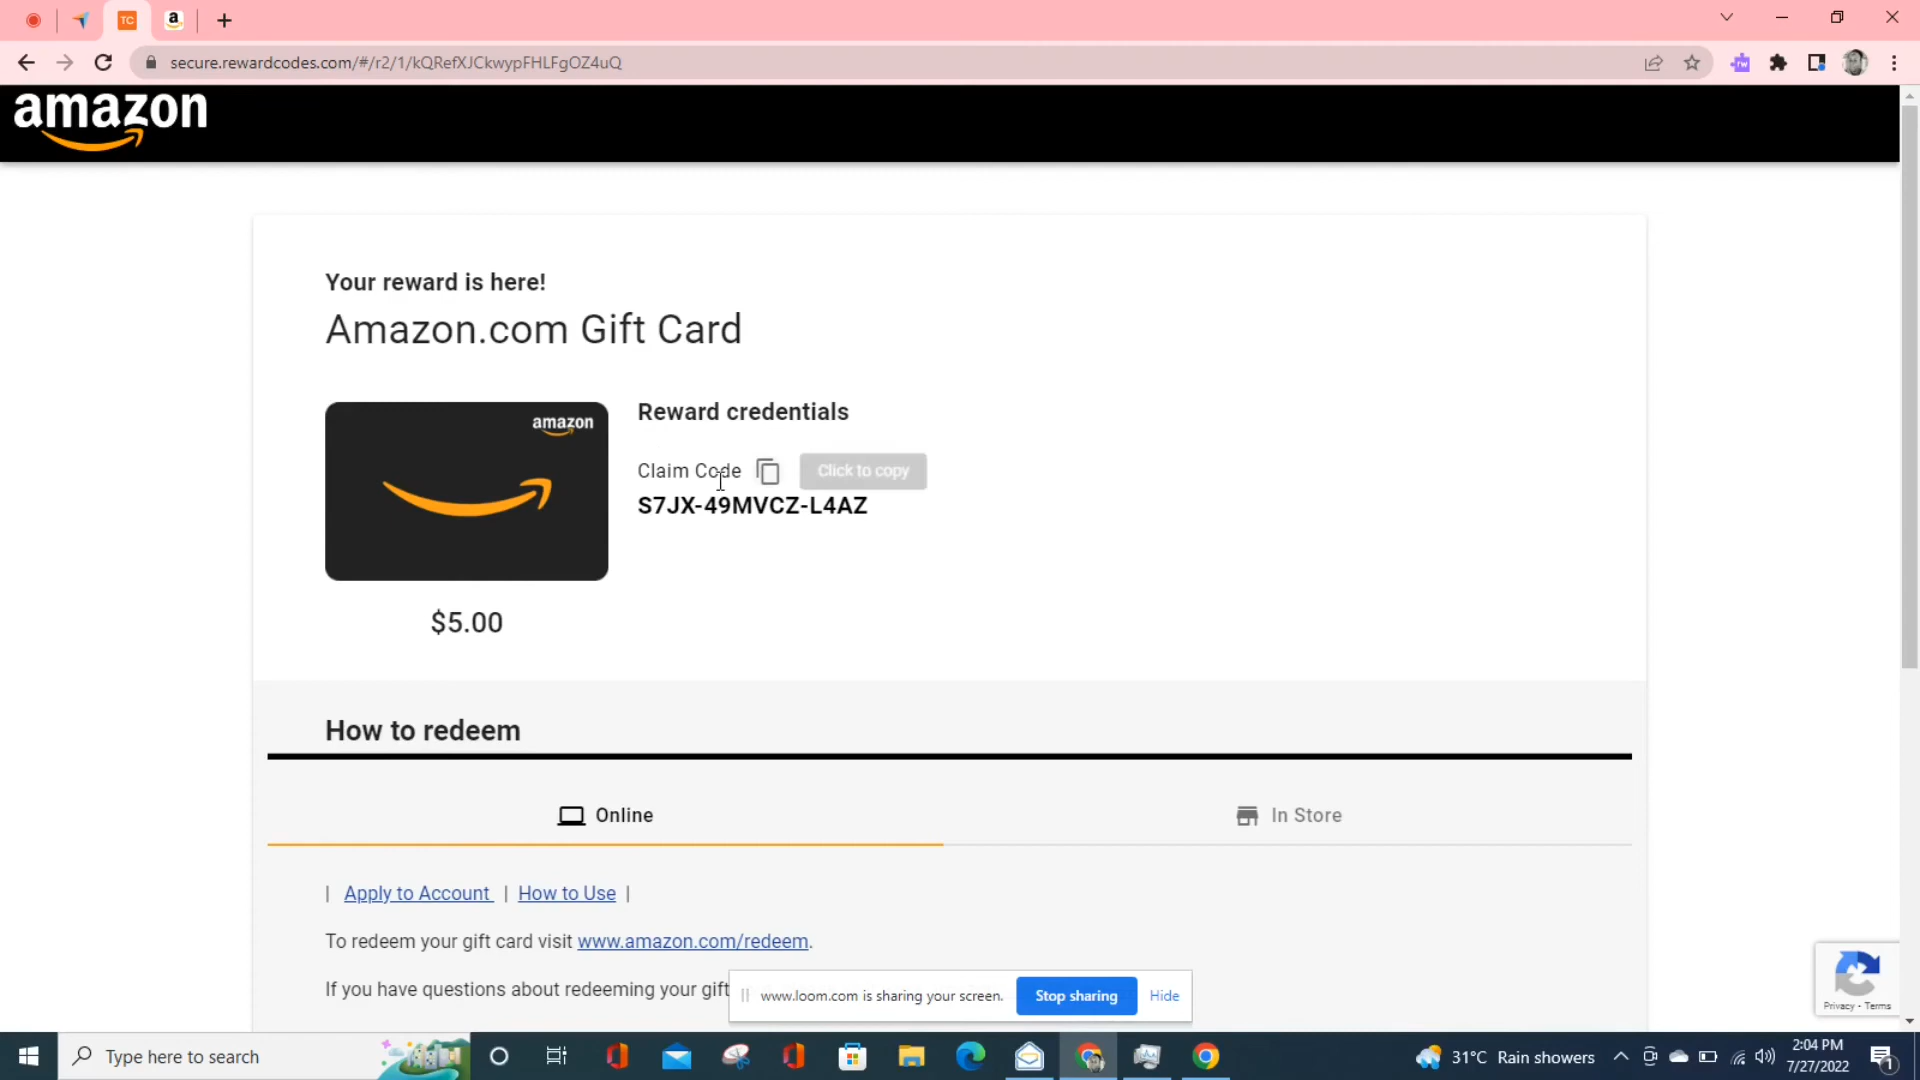 TC
a
secure.rewardcodes.com/#/r2/1/kQRefXJCkwypFHLFgOZ4uQ
rw
amazon
Your reward is here!
Amazon.com Gift Card
amazon
Reward credentials
Claim Code
Click to copy
S7JX-49MVCZ-L4AZ
$5.00
How to redeem
Online
In Store
| Apply to Account | How to Use |
To redeem your gift card visit www.amazon.com/redeem.
If you have questions about redeeming your gift
www.loom.com is sharing your screen.
Stop sharing
Hide
Privacy - Terms
Type here to search
31°C Rain showers
2:04 PM
7/27/2022
1